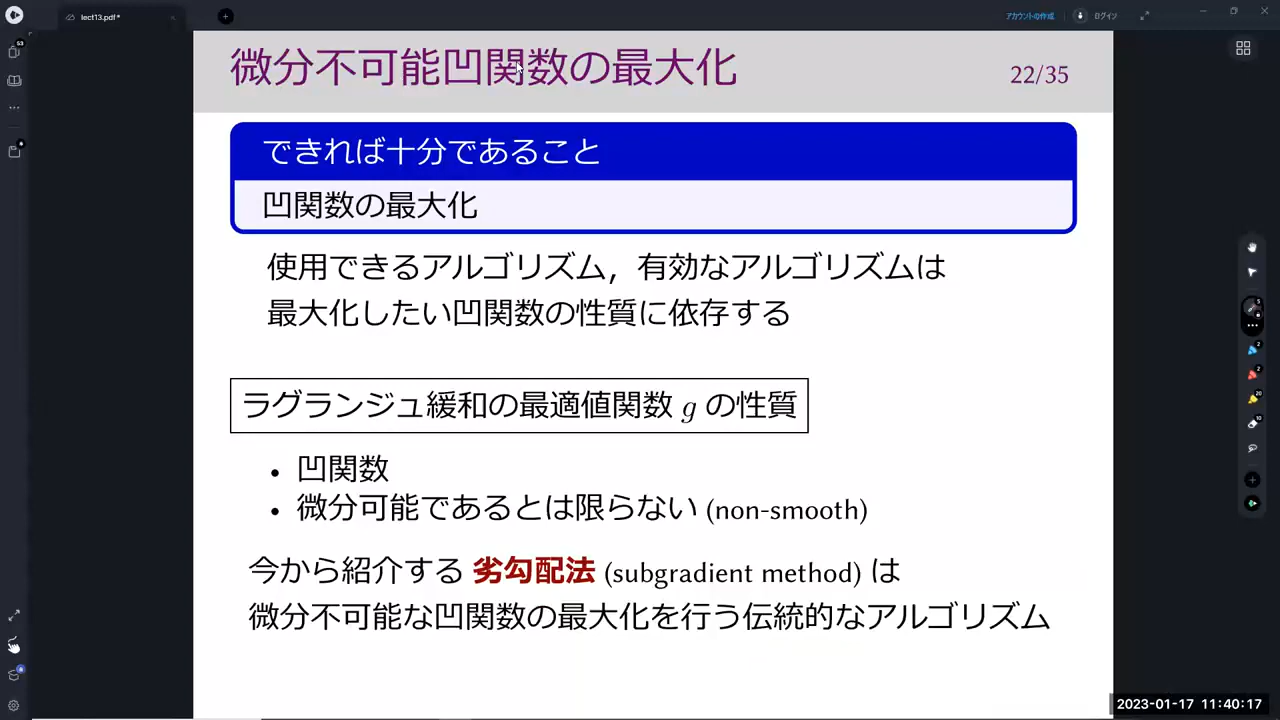 lect13.pdf*
アカウントの作成
ログイン
微分不可能凹関数の最大化
22/35
できれば十分であること
凹関数の最大化
使用できるアルゴリズム，有効なアルゴリズムは
最大化したい凹関数の性質に依存する
ラグランジュ緩和の最適値関数 g の性質
• 凹関数
• 微分可能であるとは限らない (non-smooth)
今から紹介する 劣勾配法 (subgradient method) は
微分不可能な凹関数の最大化を行う伝統的なアルゴリズム
2023-01-17 11:40:17